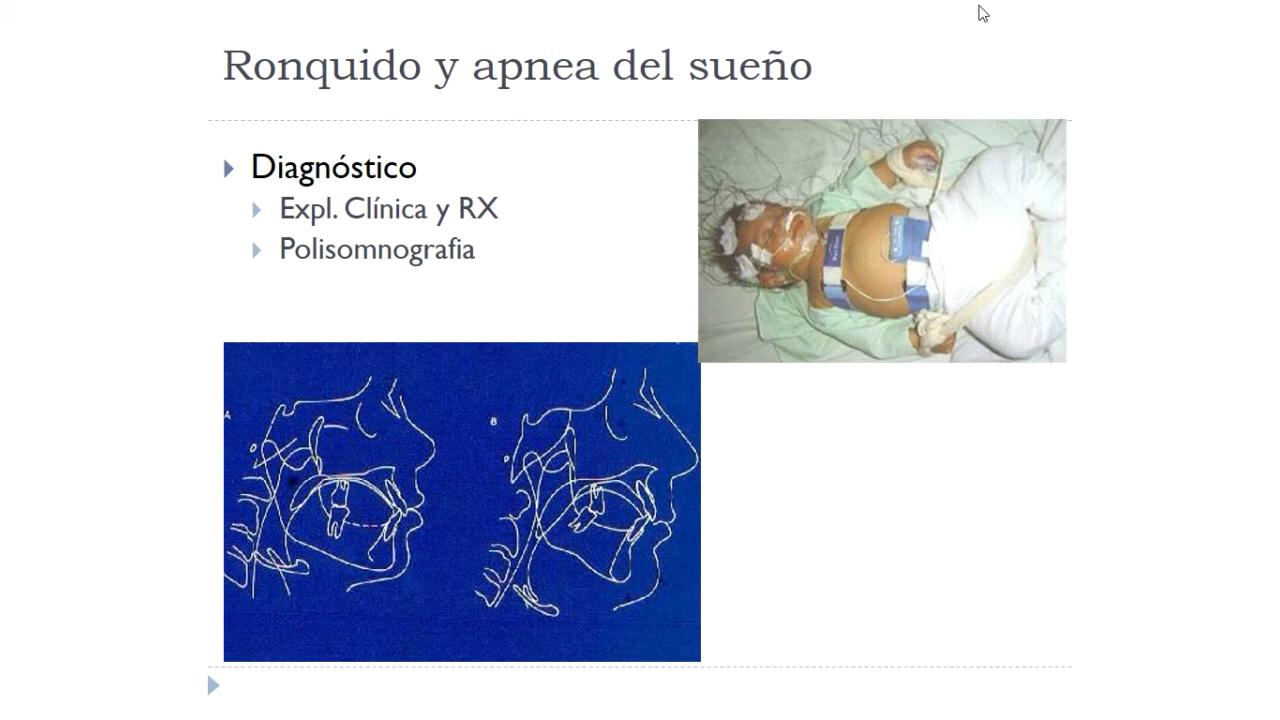 Ronquido y apnea del sueño
Diagnóstico
Expl. Clínica y RX
Polisomnografia
A
B